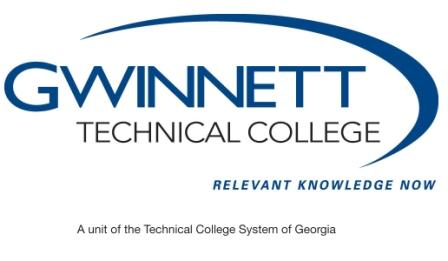 GWINNETT
TECHNICAL COLLEGE
RELEVANT KNOWLEDGE NOW
A unit of the Technical College System of Georgia